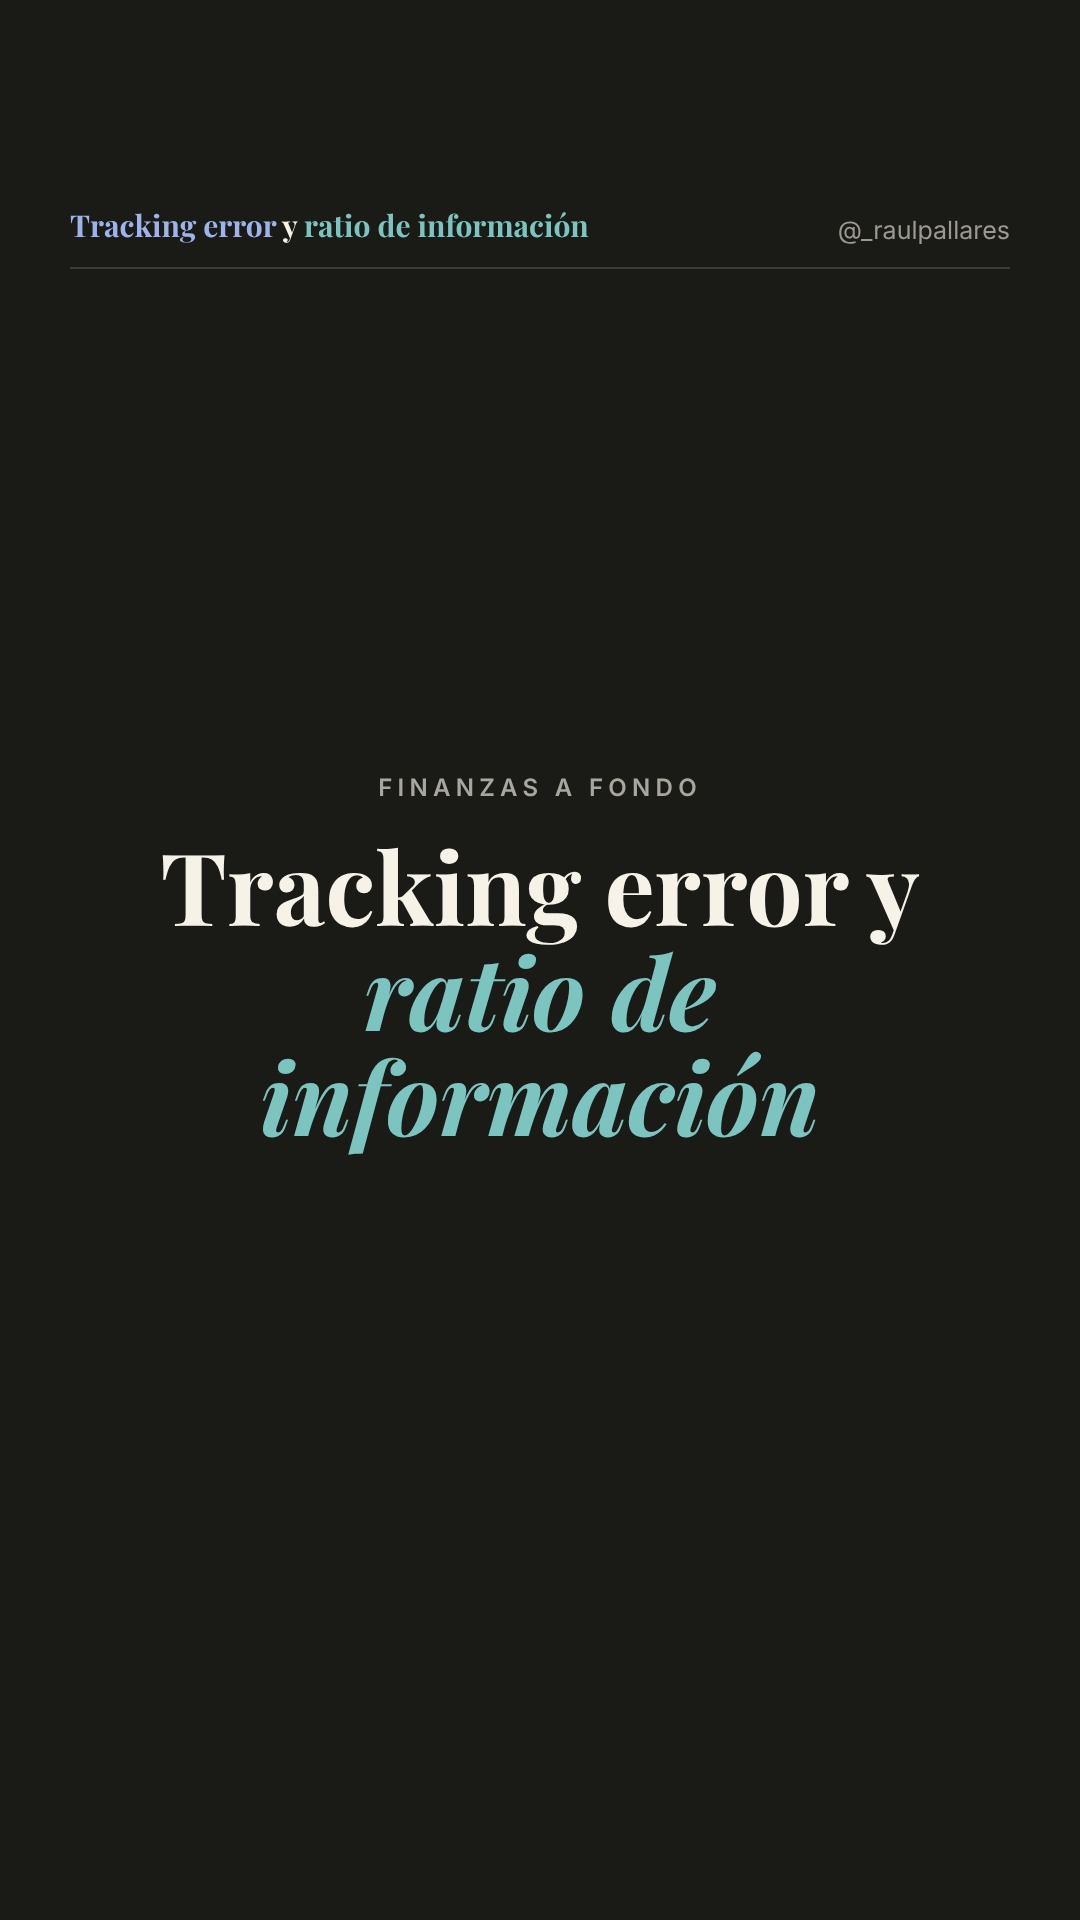 Tracking error y ratio de información
@_raulpallares
FINANZAS A FONDO
Tracking error y
ratio de
información